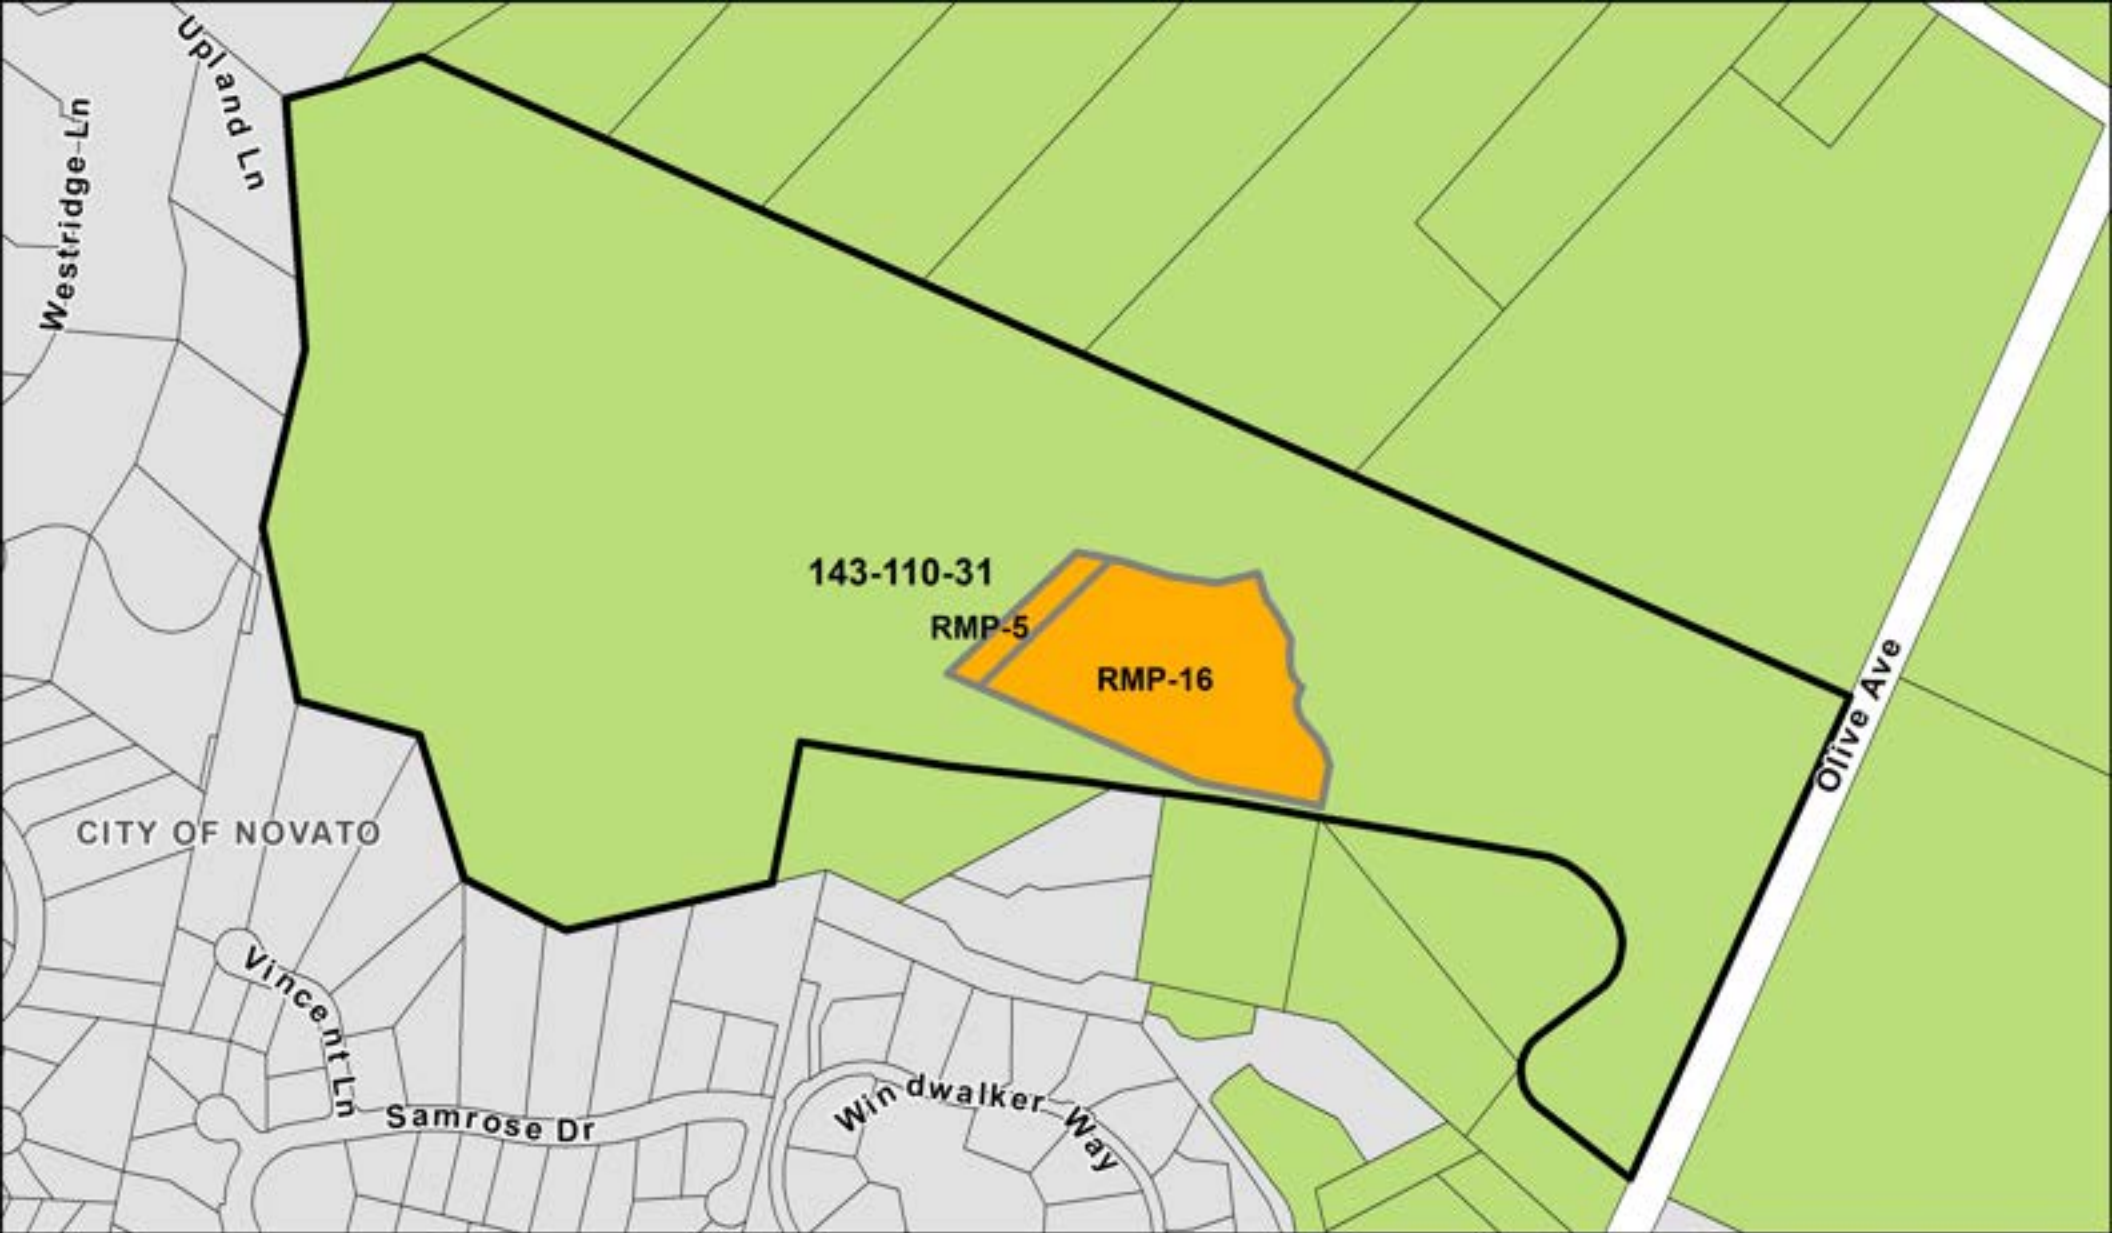 Upland Ln
Westridge Ln
143-110-31
RMP-5
RMP-16
Olive Ave
CITY OF NOVATO
Vincent Ln
Samrose Dr
Windwalker Way